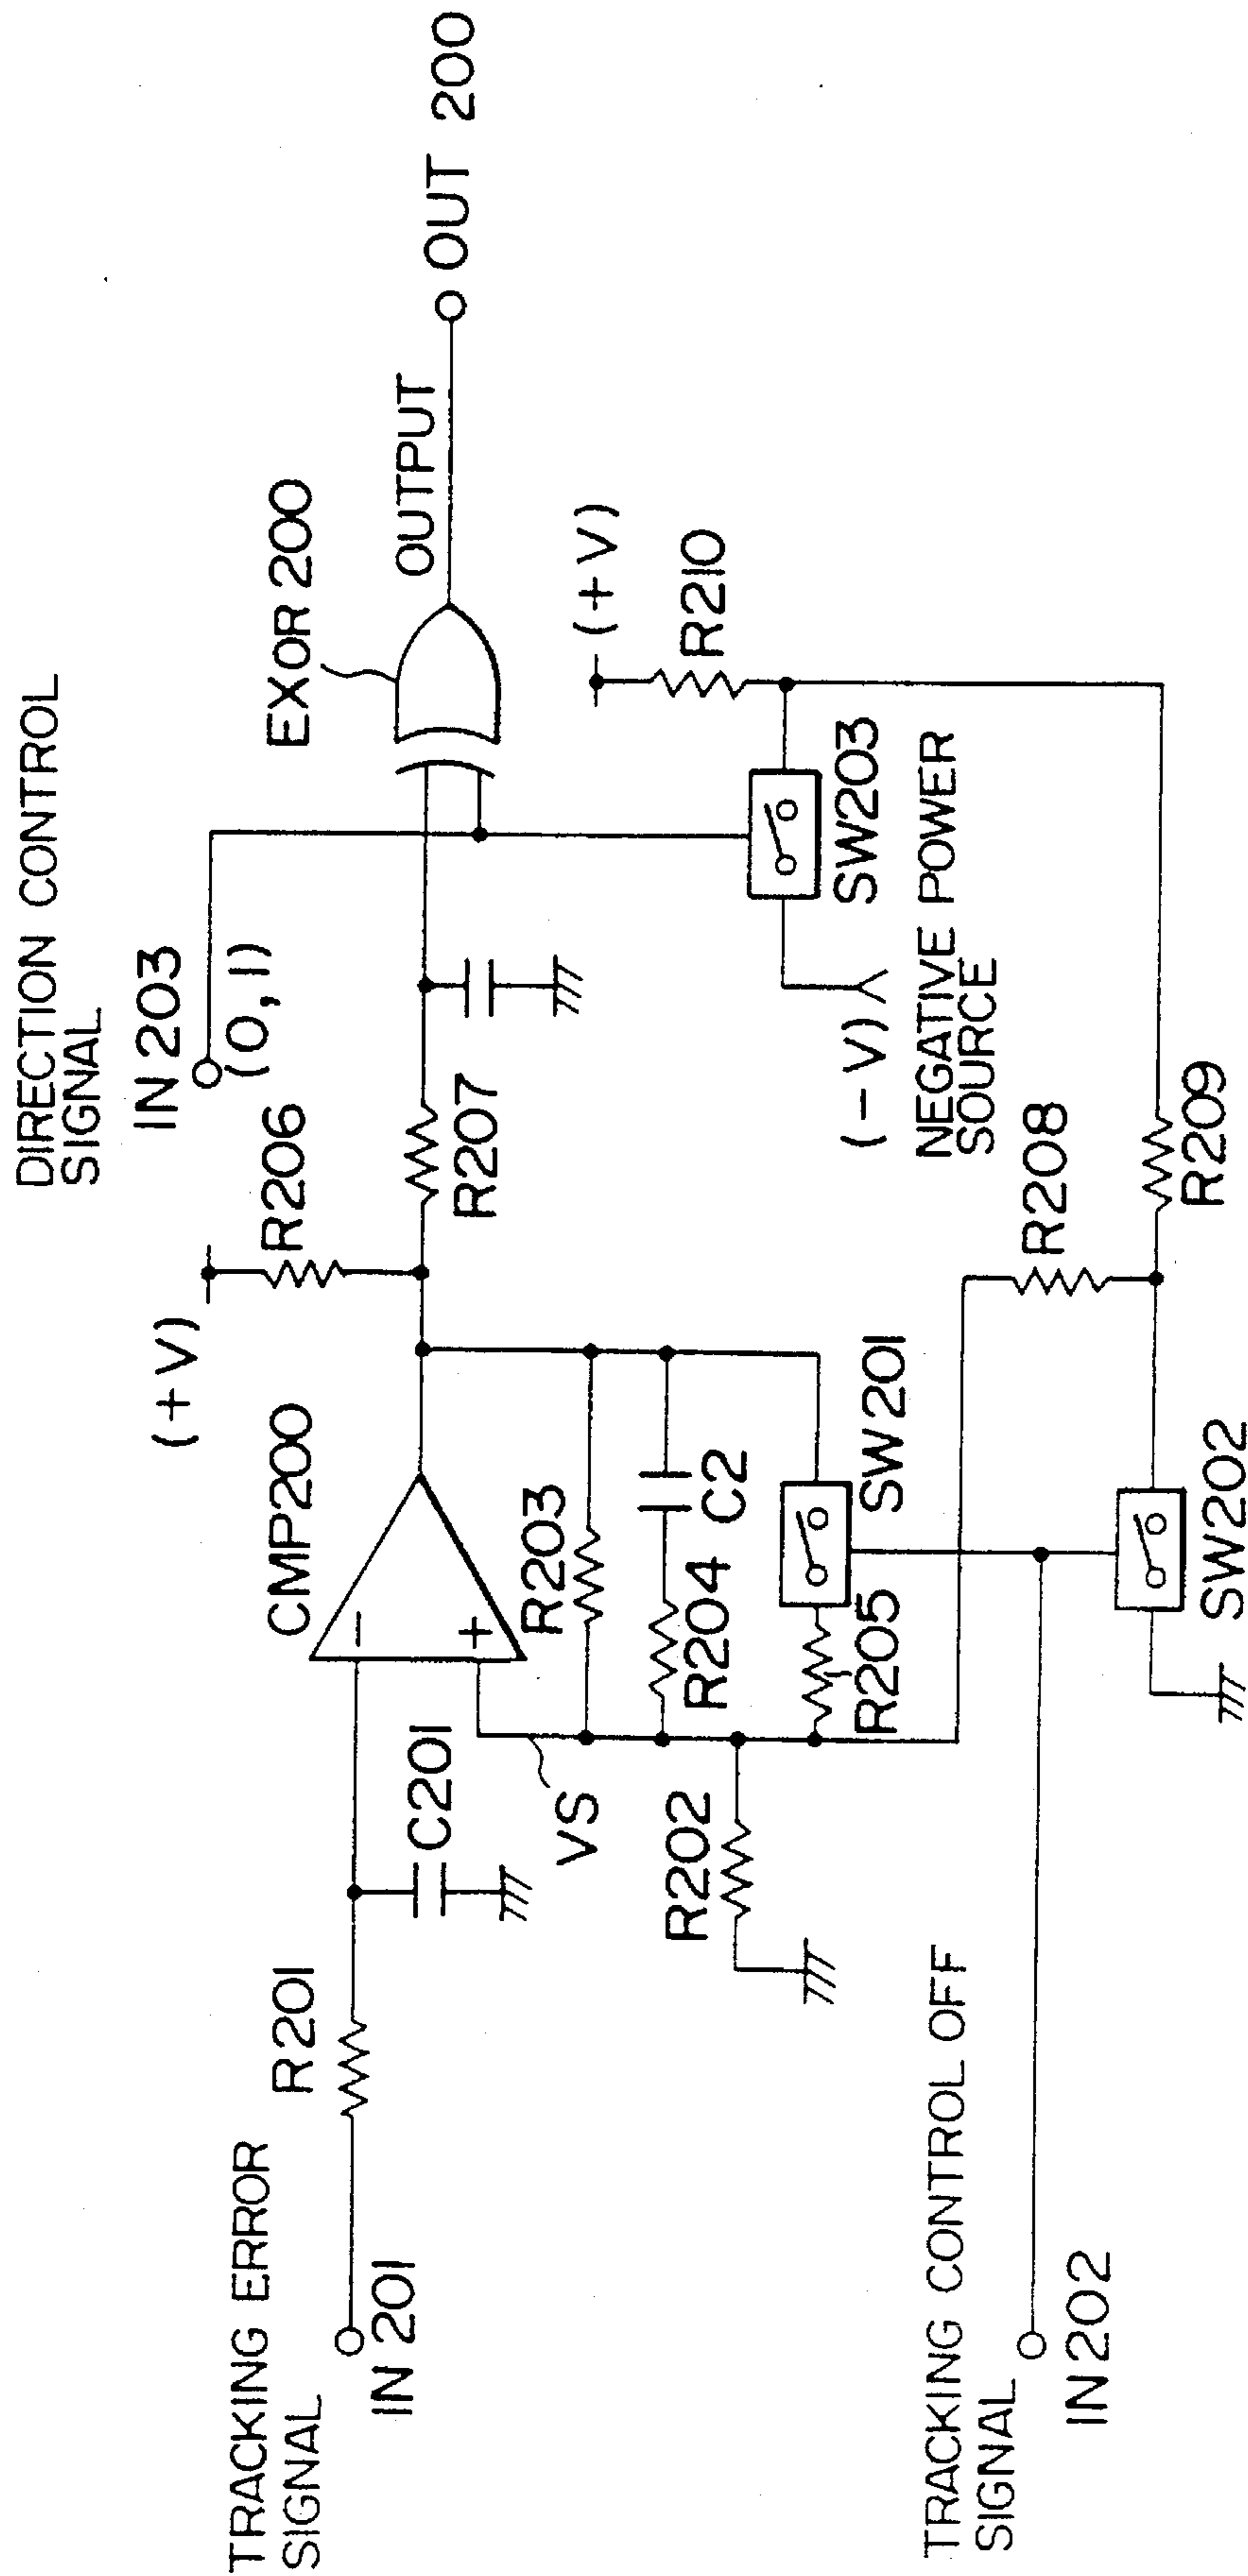 DIRECTION CONTROL
SIGNAL
IN 203
(0, 1)
(+V)
R206
EXOR 200
OUTPUT
OUT 200
CMP200
R207
(+V)
R210
TRACKING ERROR
SIGNAL
IN 201
R201
C201
VS
R203
R204
C2
R202
R205
SW201
SW203
(-V)
NEGATIVE POWER
SOURCE
R208
R209
TRACKING CONTROL OFF
SIGNAL
IN 202
SW202